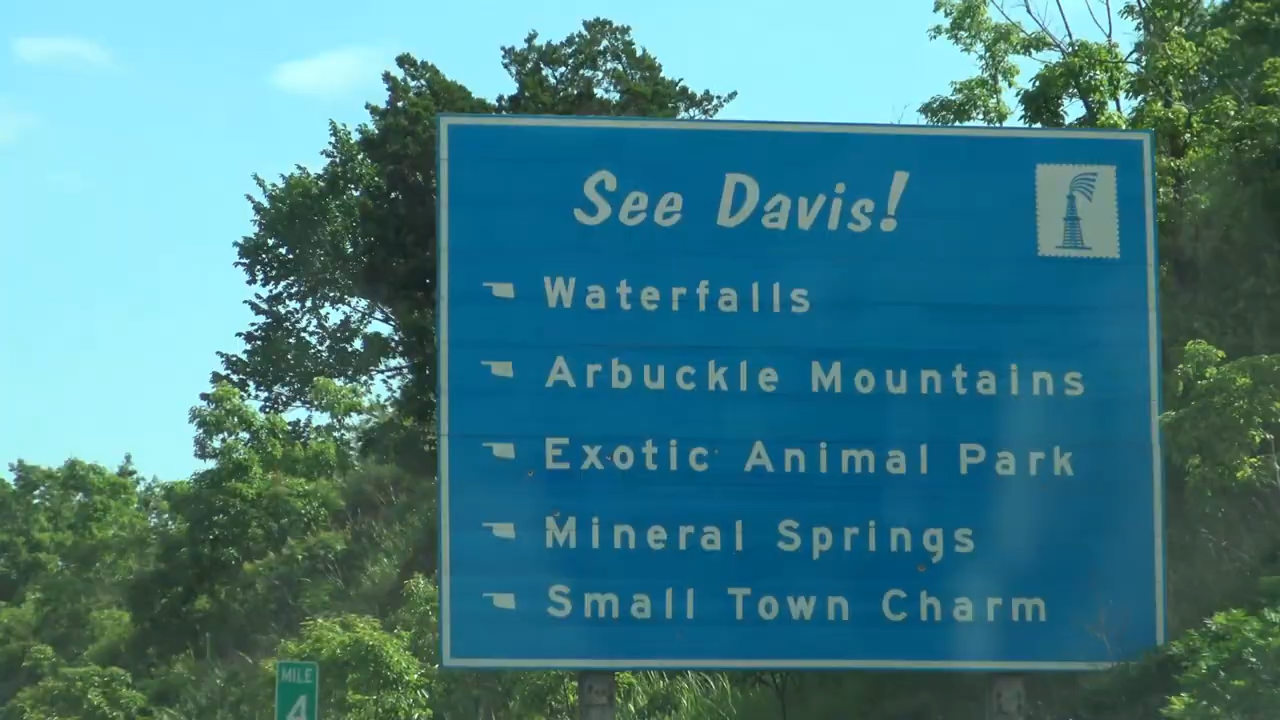 See Davis!
Waterfalls
Arbuckle Mountains
Exotic Animal Park
Mineral Springs
Small Town Charm
MILE
4